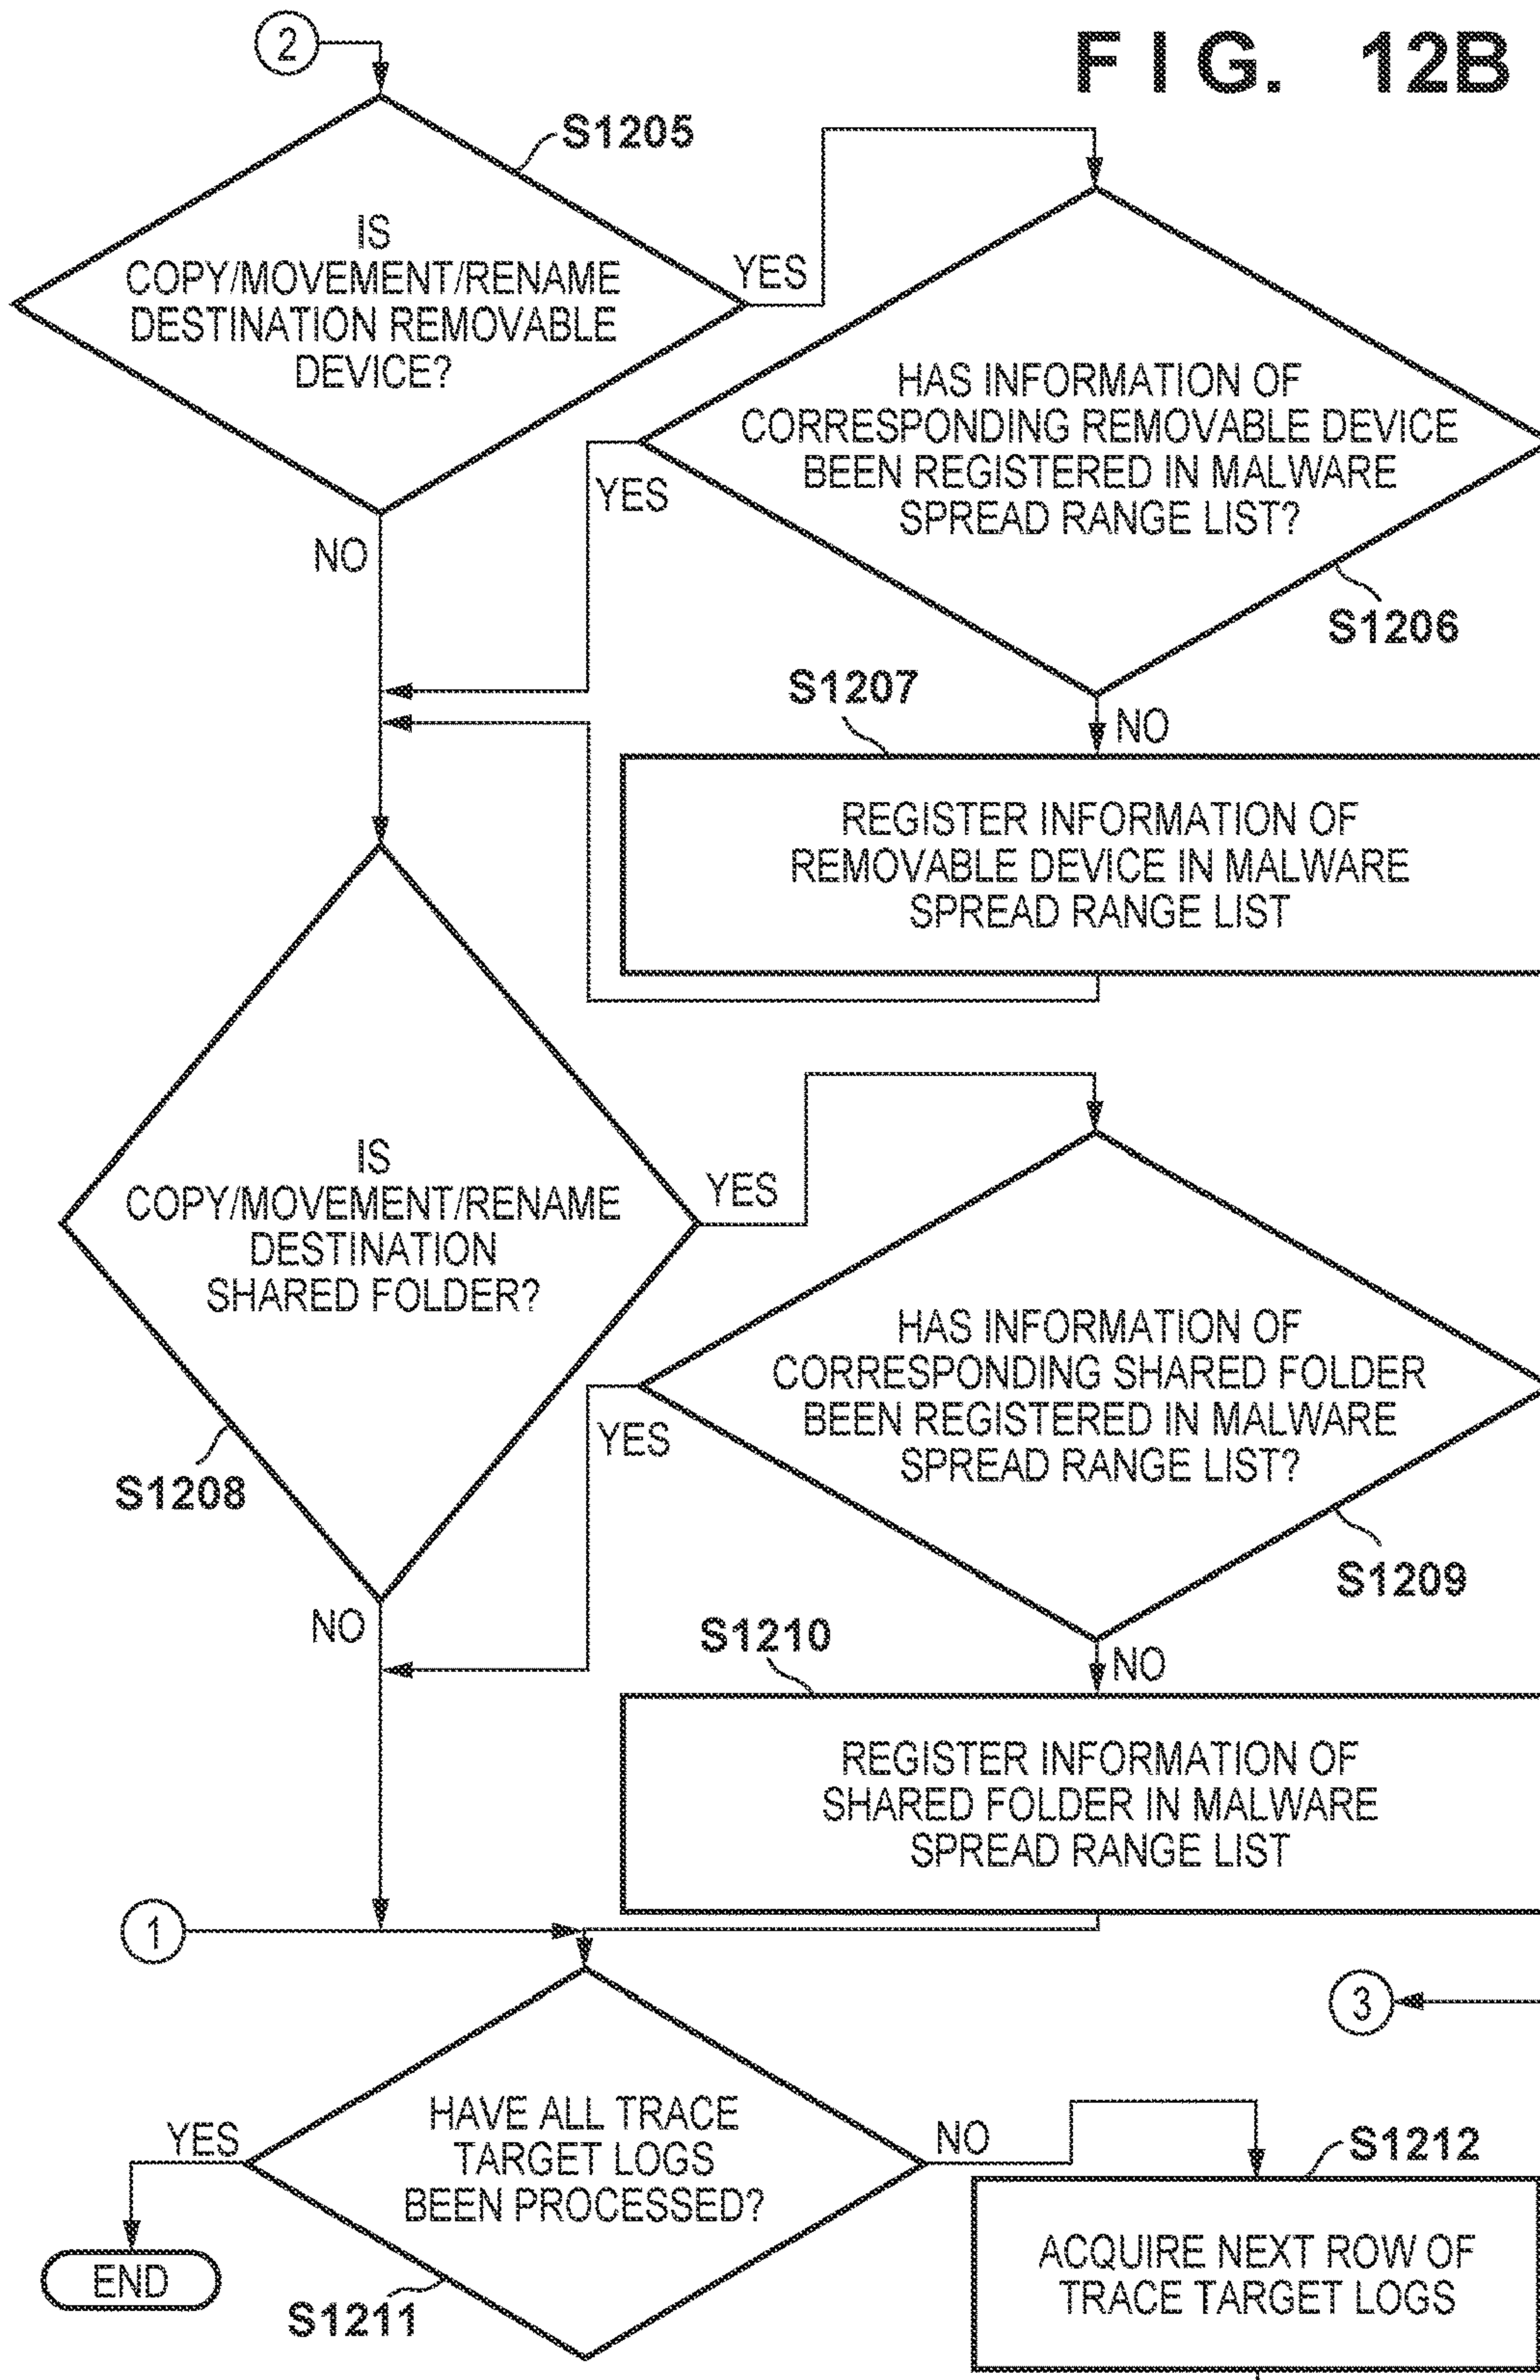 FIG. 12B
2
S1205
IS
COPY/MOVEMENT/RENAME
DESTINATION REMOVABLE
DEVICE?
YES
NO
HAS INFORMATION OF
CORRESPONDING REMOVABLE DEVICE
BEEN REGISTERED IN MALWARE
SPREAD RANGE LIST?
YES
S1206
NO
S1207
REGISTER INFORMATION OF
REMOVABLE DEVICE IN MALWARE
SPREAD RANGE LIST
IS
COPY/MOVEMENT/RENAME
DESTINATION
SHARED FOLDER?
YES
S1208
NO
HAS INFORMATION OF
CORRESPONDING SHARED FOLDER
BEEN REGISTERED IN MALWARE
SPREAD RANGE LIST?
YES
S1209
NO
S1210
REGISTER INFORMATION OF
SHARED FOLDER IN MALWARE
SPREAD RANGE LIST
1
3
HAVE ALL TRACE
TARGET LOGS
BEEN PROCESSED?
YES
NO
END
S1211
S1212
ACQUIRE NEXT ROW OF
TRACE TARGET LOGS